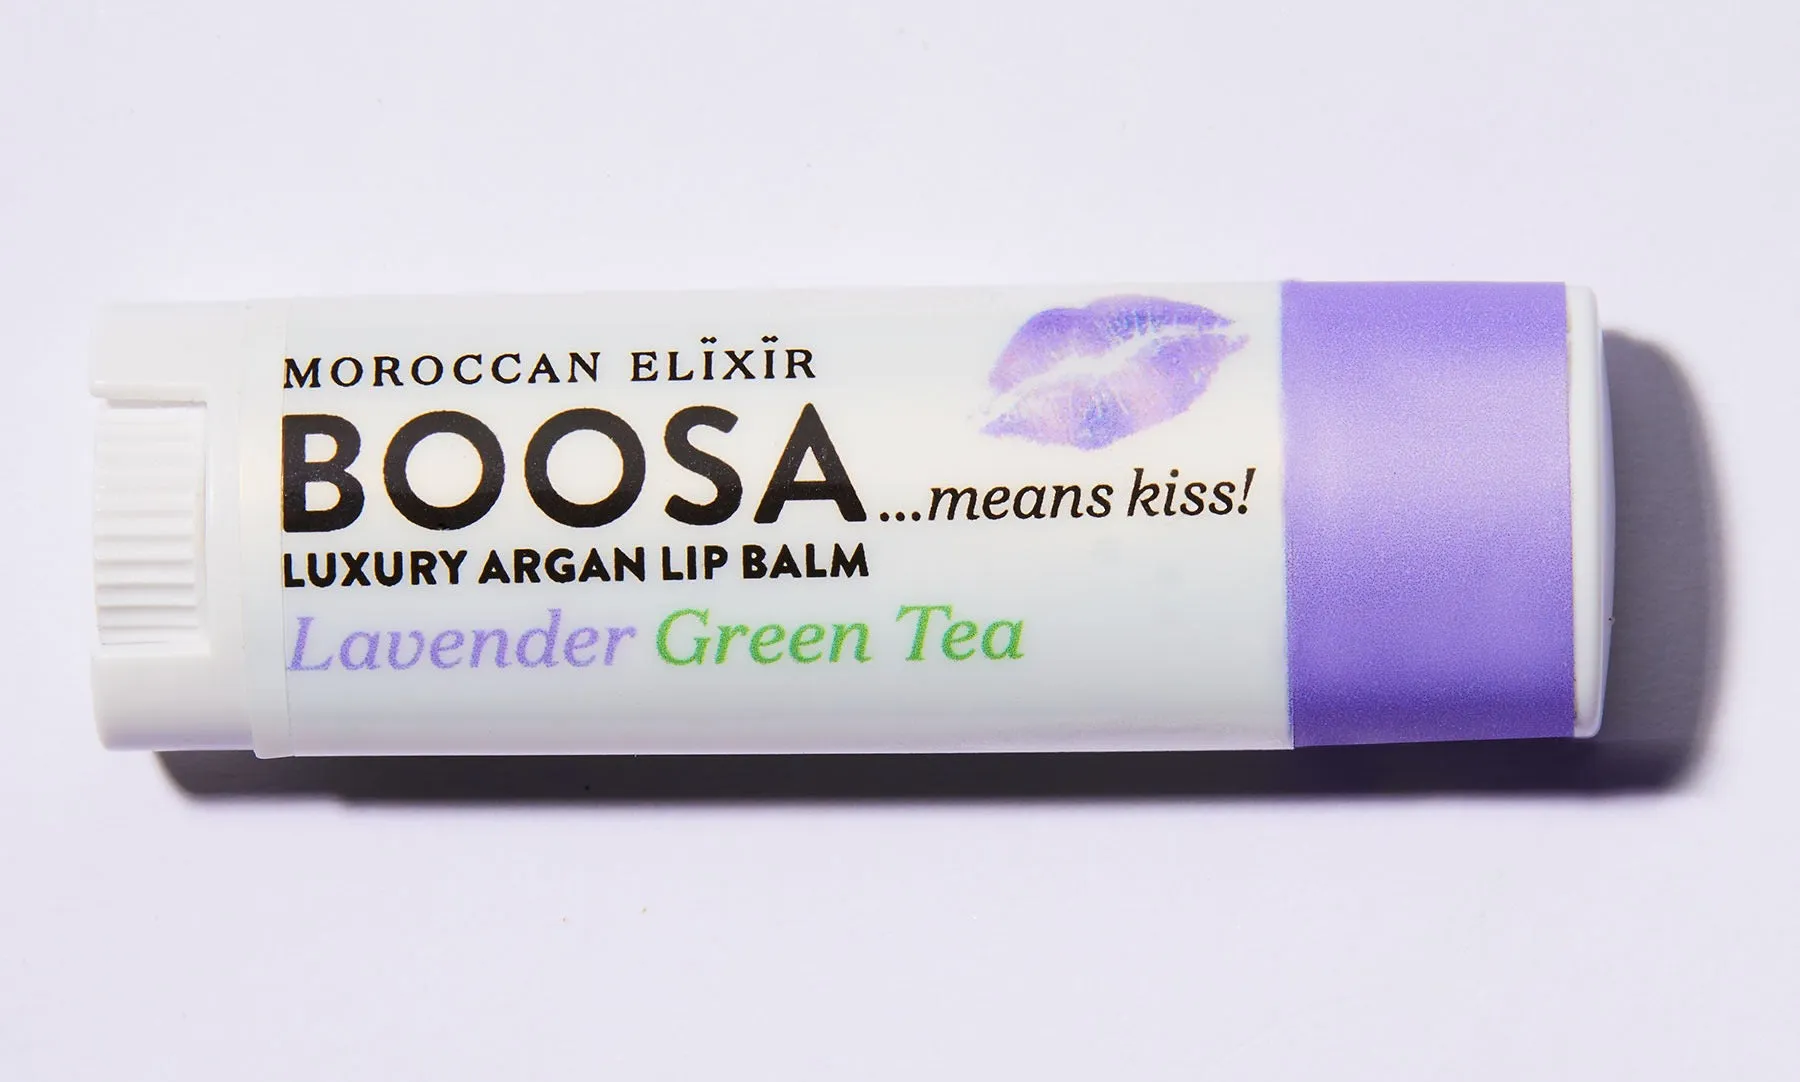 MOROCCAN ELÏXÏR
BOOSA ...means kiss!
LUXURY ARGAN LIP BALM
Lavender Green Tea